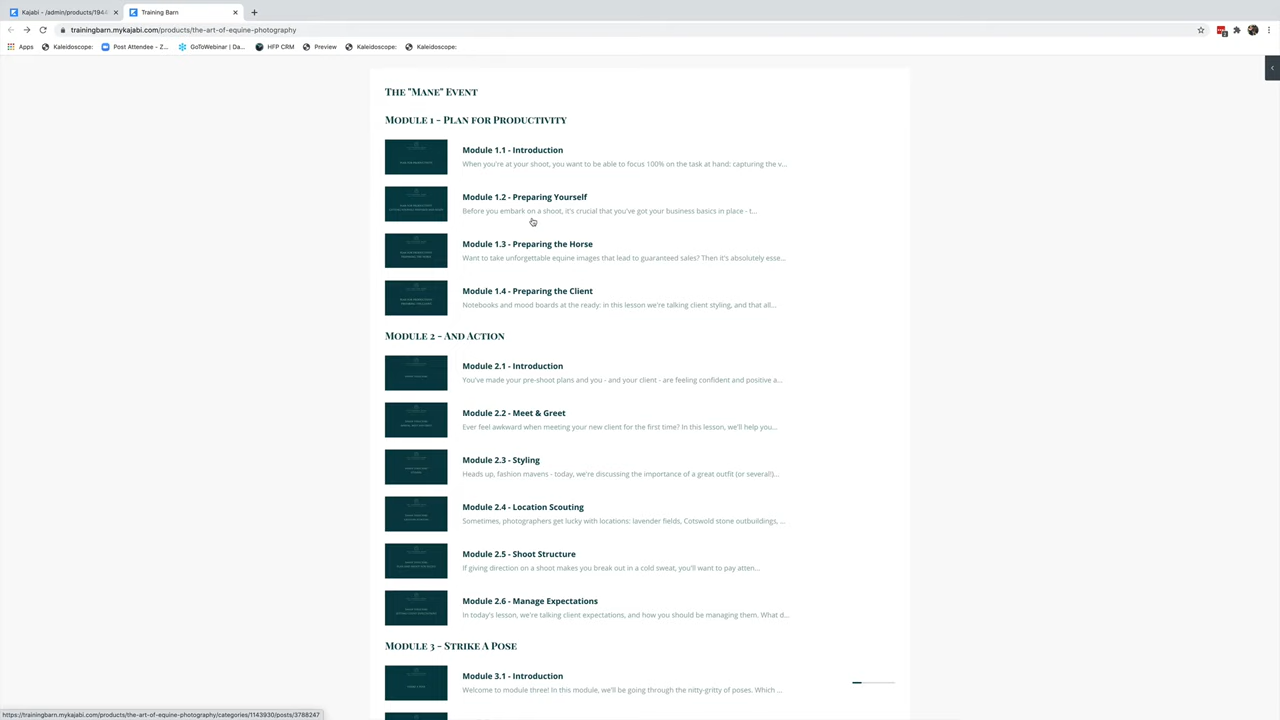 Kajabi - /admin/products/1944
Training Barn
trainingbarn.mykajabi.com/products/the-art-of-equine-photography
Apps
Kaleidoscope:
Post Attendee - Z...
GoToWebinar | Da...
HFP CRM
Preview
Kaleidoscope:
Kaleidoscope:
The "Mane" Event
Module 1 - Plan for Productivity
Module 1.1 - Introduction
When you're at your shoot, you want to be able to focus 100% on the task at hand: capturing the v...
Module 1.2 - Preparing Yourself
Before you embark on a shoot, it's crucial that you've got your business basics in place - t...
Module 1.3 - Preparing the Horse
Want to take unforgettable equine images that lead to guaranteed sales? Then it's absolutely esse...
Module 1.4 - Preparing the Client
Notebooks and mood boards at the ready: in this lesson we're talking client styling, and that all...
Module 2 - And Action
Module 2.1 - Introduction
You've made your pre-shoot plans and you - and your client - are feeling confident and positive a...
Module 2.2 - Meet & Greet
Ever feel awkward when meeting your new client for the first time? In this lesson, we'll help you...
Module 2.3 - Styling
Heads up, fashion mavens - today, we're discussing the importance of a great outfit (or several!)...
Module 2.4 - Location Scouting
Sometimes, photographers get lucky with locations; lavender fields, Cotswold stone outbuildings, ...
Module 2.5 - Shoot Structure
If giving direction on a shoot makes you break out in a cold sweat, you'll want to pay atten...
Module 2.6 - Manage Expectations
In today's lesson, we're talking client expectations, and how you should be managing them. What d...
Module 3 - Strike A Pose
Module 3.1 - Introduction
Welcome to module three! In this module, we'll be going through the nitty-gritty of poses. Which ...
https://trainingbarn.mykajabi.com/products/the-art-of-equine-photography/categories/1143930/posts/3788247